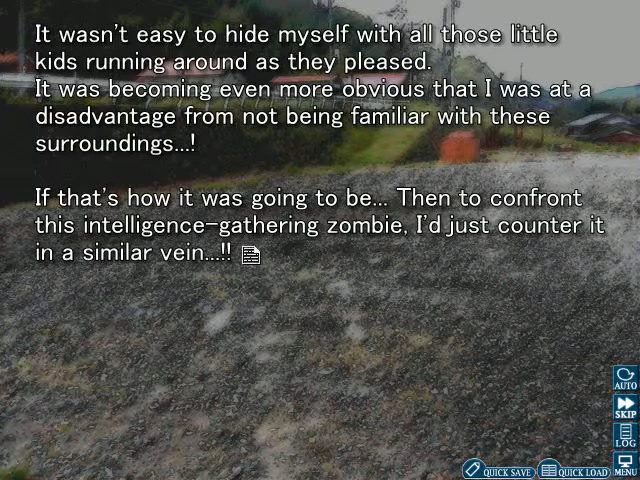 It wasn't easy to hide myself with all those little
kids running around as they pleased.
It was becoming even more obvious that I was at a
disadvantage from not being familiar with these
surroundings...!
If that's how it was going to be... Then to confront
this intelligence-gathering zombie, I'd just counter it
in a similar vein...!!
AUTO
SKIP
LOG
QUICK SAVE
QUICK LOAD
MENU